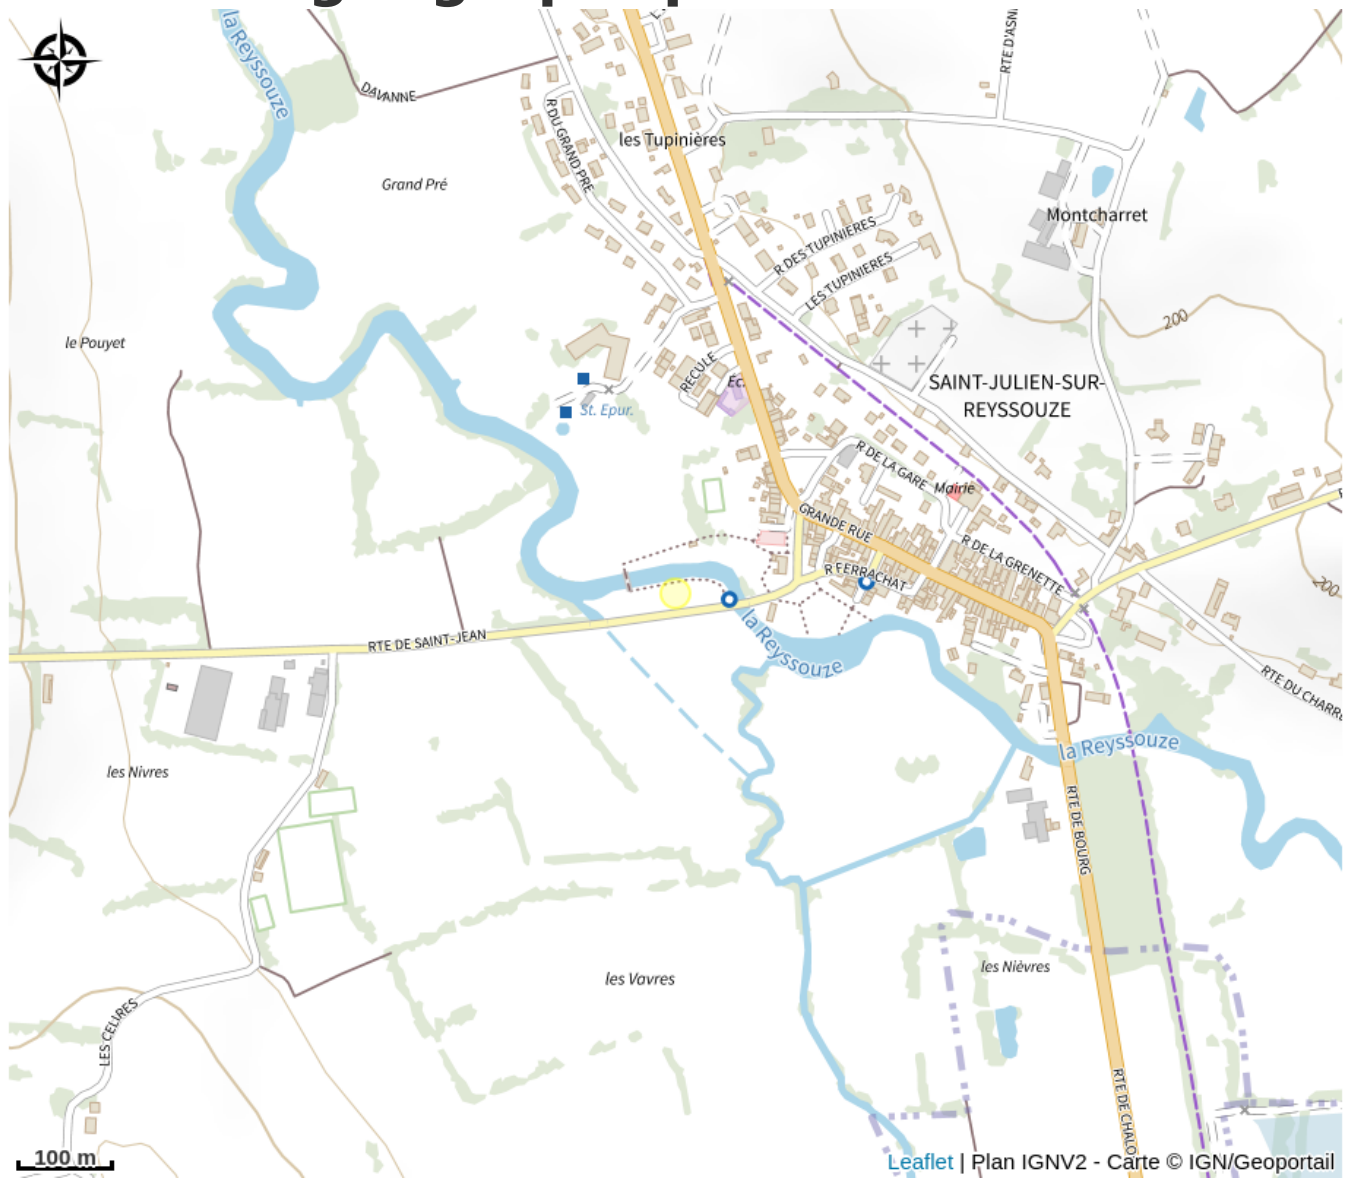 la Reyssouze
DAVANNE
RTE D'ASN
R DU GRAND PRE
les Tupinières
Grand Pré
Montcharret
R DES TUPINIERES
LES TUPINIERES
200
le Pouyet
RECULE
Éc.
SAINT-JULIEN-SUR-
REYSSOUZE
St. Epur.
R DE LA GARE
Mairie
GRANDE RUE
R DE LA GRENETTE
R FERRACHAT
200
la Reyssouze
RTE DE SAINT-JEAN
RTE DU CHARR
la Reyssouze
les Nivres
RTE DE BOURG
les Vavres
les Nièvres
LES CELIRES
RTE DE CHALO
100 m
Leaflet | Plan IGNV2 - Carte © IGN/Geoportail